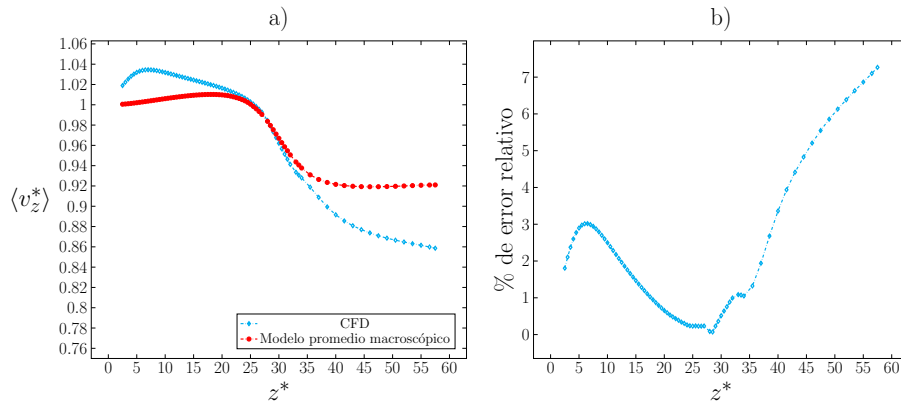 a)
1.06
1.04
1.02
1
0.98
0.96
0.94
0.92
0.9
0.88
0.86
0.84
0.82
0.8
0.78
0.76
⟨v_z^*⟩
CFD
Modelo promedio macroscópico
0 5 10 15 20 25 30 35 40 45 50 55 60
z*
b)
7
6
5
4
3
2
1
0
% de error relativo
0 5 10 15 20 25 30 35 40 45 50 55 60
z*